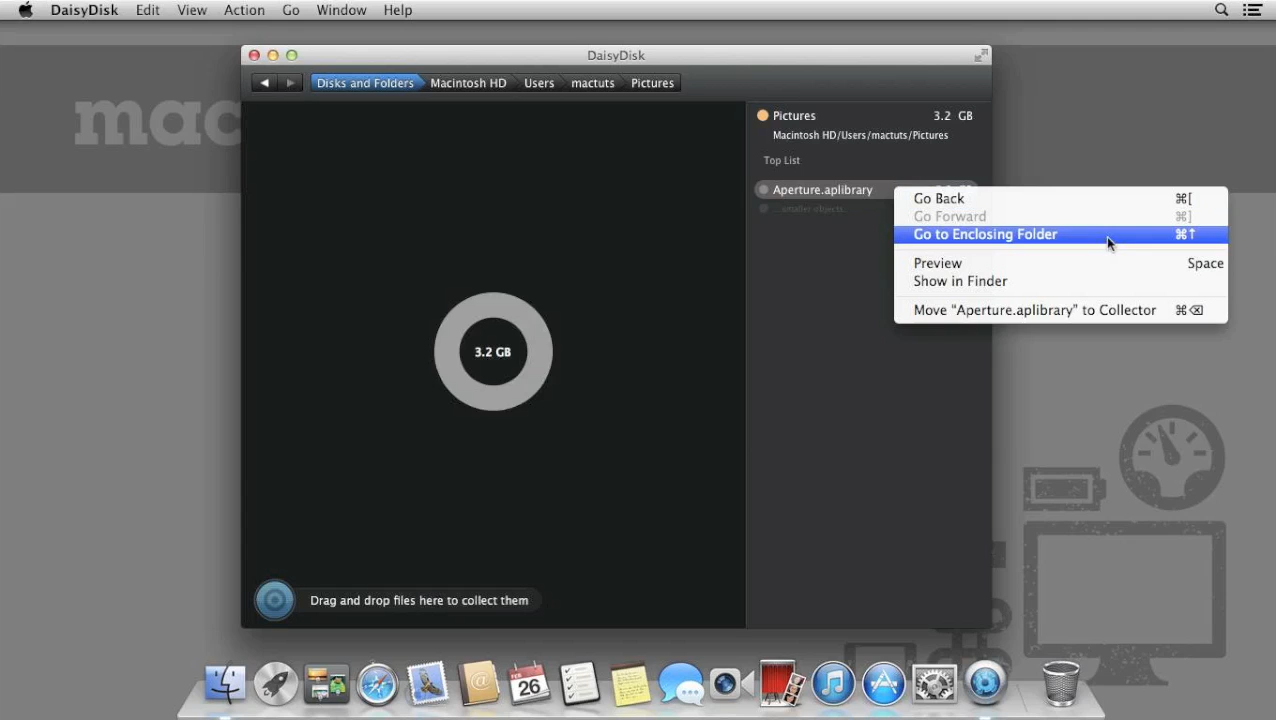 DaisyDisk Edit View Action Go Window Help
DaisyDisk
Disks and Folders Macintosh HD Users mactuts Pictures
mac
Pictures 3.2 GB
Macintosh HD/Users/mactuts/Pictures
Top List
Aperture.aplibrary
...smaller objects...
Go Back ⌘[
Go Forward ⌘]
Go to Enclosing Folder ⌘↑
Preview Space
Show in Finder
Move “Aperture.aplibrary” to Collector ⌘⌫
3.2 GB
Drag and drop files here to collect them
26